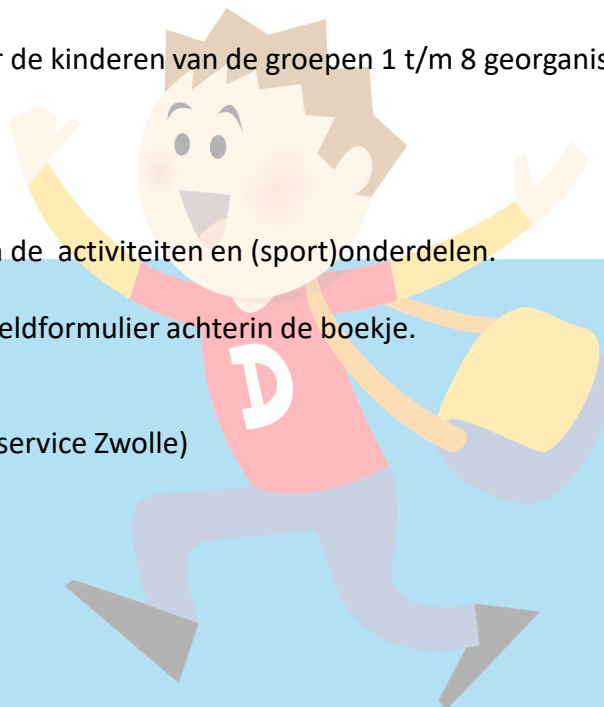 r de kinderen van de groepen 1 t/m 8 georganis
de activiteiten en (sport)onderdelen.
eldformulier achterin de boekje.
D
service Zwolle)